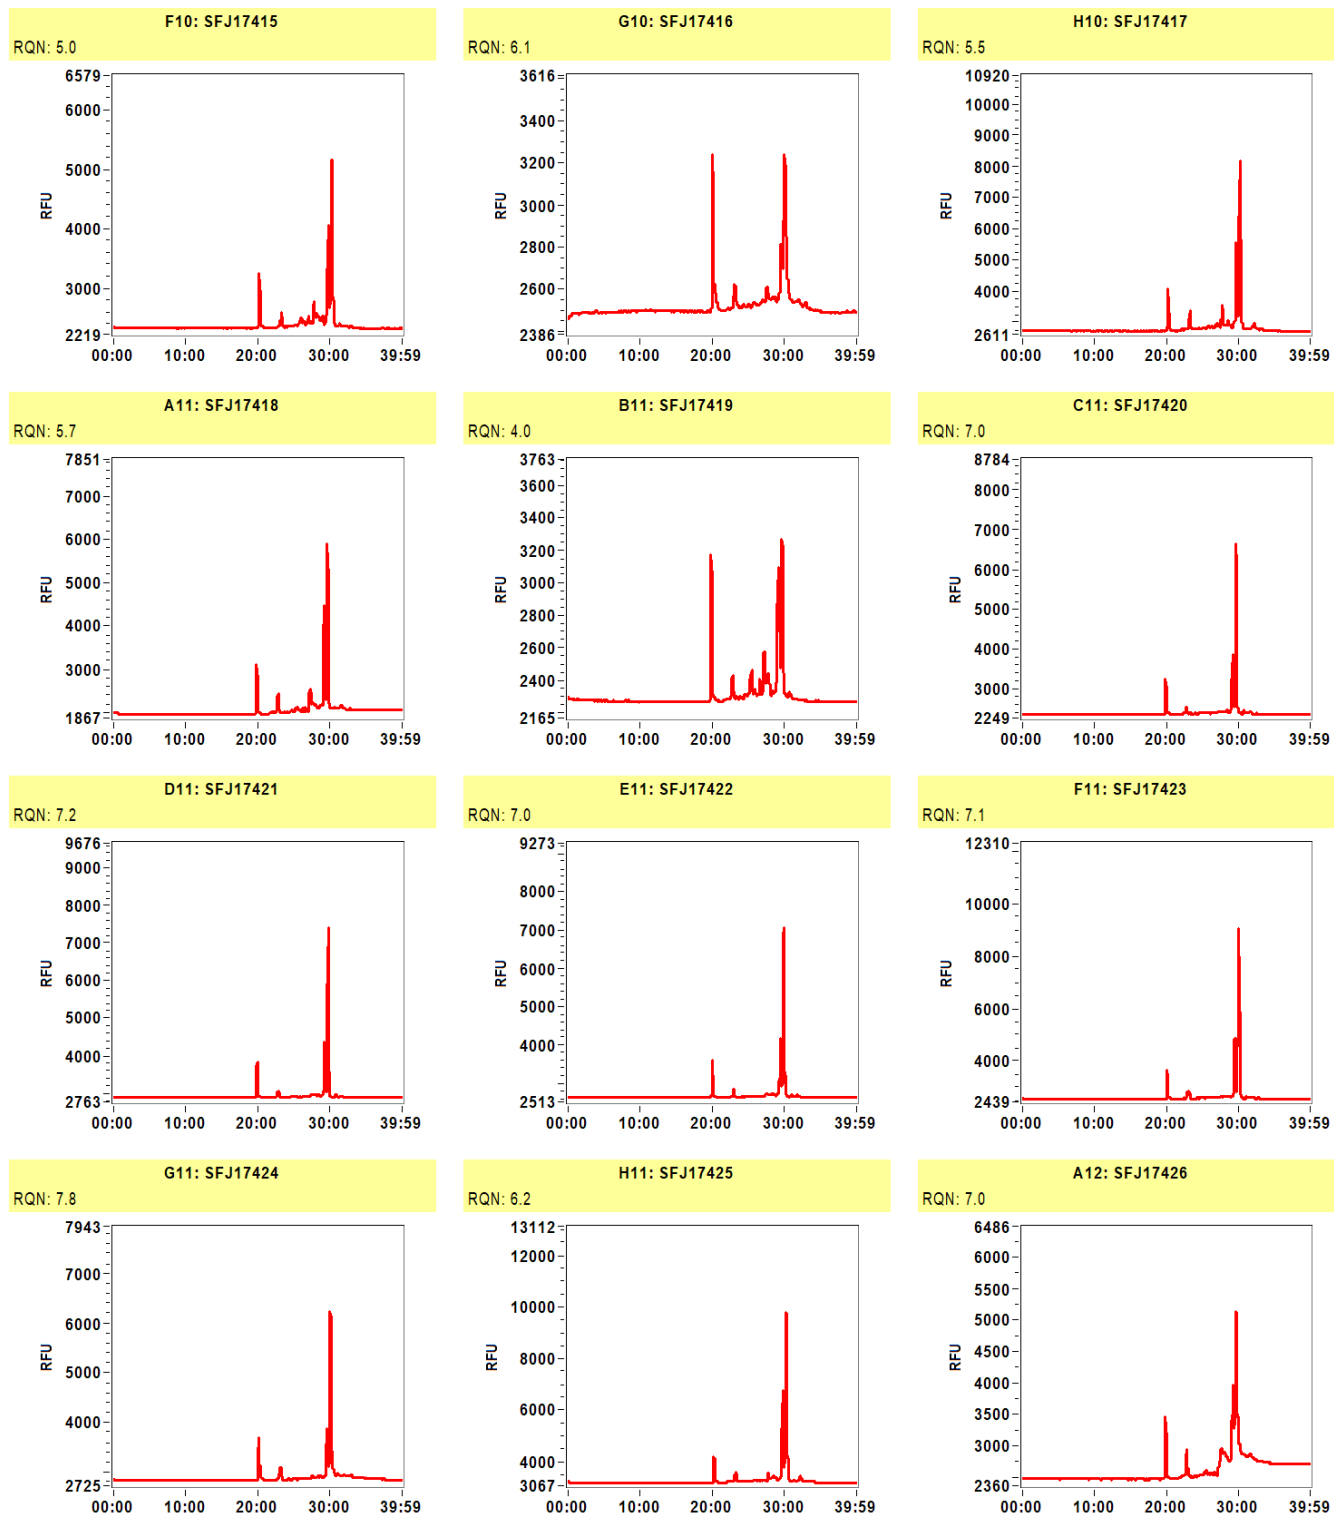 F10: SFJ17415
RQN: 5.0
6579
6000
5000
4000
3000
2219
RFU
00:00 10:00 20:00 30:00 39:59
G10: SFJ17416
RQN: 6.1
3616
3400
3200
3000
2800
2600
2386
RFU
00:00 10:00 20:00 30:00 39:59
H10: SFJ17417
RQN: 5.5
10920
10000
9000
8000
7000
6000
5000
4000
2611
RFU
00:00 10:00 20:00 30:00 39:59
A11: SFJ17418
RQN: 5.7
7851
7000
6000
5000
4000
3000
1867
RFU
00:00 10:00 20:00 30:00 39:59
B11: SFJ17419
RQN: 4.0
3763
3600
3400
3200
3000
2800
2600
2400
2165
RFU
00:00 10:00 20:00 30:00 39:59
C11: SFJ17420
RQN: 7.0
8784
8000
7000
6000
5000
4000
3000
2249
RFU
00:00 10:00 20:00 30:00 39:59
D11: SFJ17421
RQN: 7.2
9676
9000
8000
7000
6000
5000
4000
2763
RFU
00:00 10:00 20:00 30:00 39:59
E11: SFJ17422
RQN: 7.0
9273
8000
7000
6000
5000
4000
2513
RFU
00:00 10:00 20:00 30:00 39:59
F11: SFJ17423
RQN: 7.1
12310
10000
8000
6000
4000
2439
RFU
00:00 10:00 20:00 30:00 39:59
G11: SFJ17424
RQN: 7.8
7943
7000
6000
5000
4000
2725
RFU
00:00 10:00 20:00 30:00 39:59
H11: SFJ17425
RQN: 6.2
13112
12000
10000
8000
6000
4000
3067
RFU
00:00 10:00 20:00 30:00 39:59
A12: SFJ17426
RQN: 7.0
6486
6000
5500
5000
4500
4000
3500
3000
2360
RFU
00:00 10:00 20:00 30:00 39:59